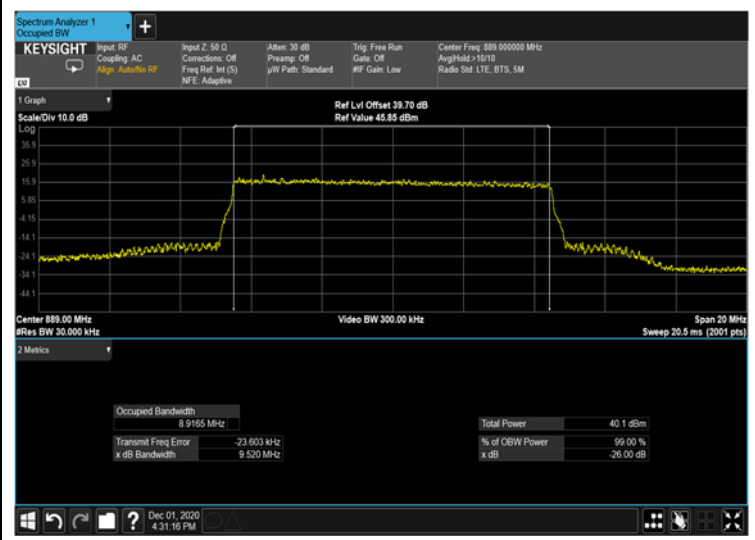 Spectrum Analyzer 1
Occupied BW
+
KEYSIGHT
Input: RF
Coupling: AC
Align: Auto/No RF
Input Z: 50 Ω
Corrections: Off
Freq Ref: Int (S)
NFE: Adaptive
Atten: 30 dB
Preamp: Off
µW Path: Standard
Trig: Free Run
Gate: Off
#IF Gain: Low
Center Freq: 889.000000 MHz
Avg|Hold:>10/10
Radio Std: LTE, BTS, 5M
LXI
1 Graph
Scale/Div 10.0 dB
Ref Lvl Offset 39.70 dB
Ref Value 45.85 dBm
Log
35.9
25.9
15.9
5.85
-4.15
-14.1
-24.1
-34.1
-44.1
Center 889.00 MHz
#Res BW 30.000 kHz
Video BW 300.00 kHz
Span 20 MHz
Sweep 20.5 ms (2001 pts)
2 Metrics
Occupied Bandwidth
8.9165 MHz
Transmit Freq Error -23.603 kHz
x dB Bandwidth 9.520 MHz
Total Power 40.1 dBm
% of OBW Power 99.00 %
x dB -26.00 dB
?
Dec 01, 2020
4:31:16 PM